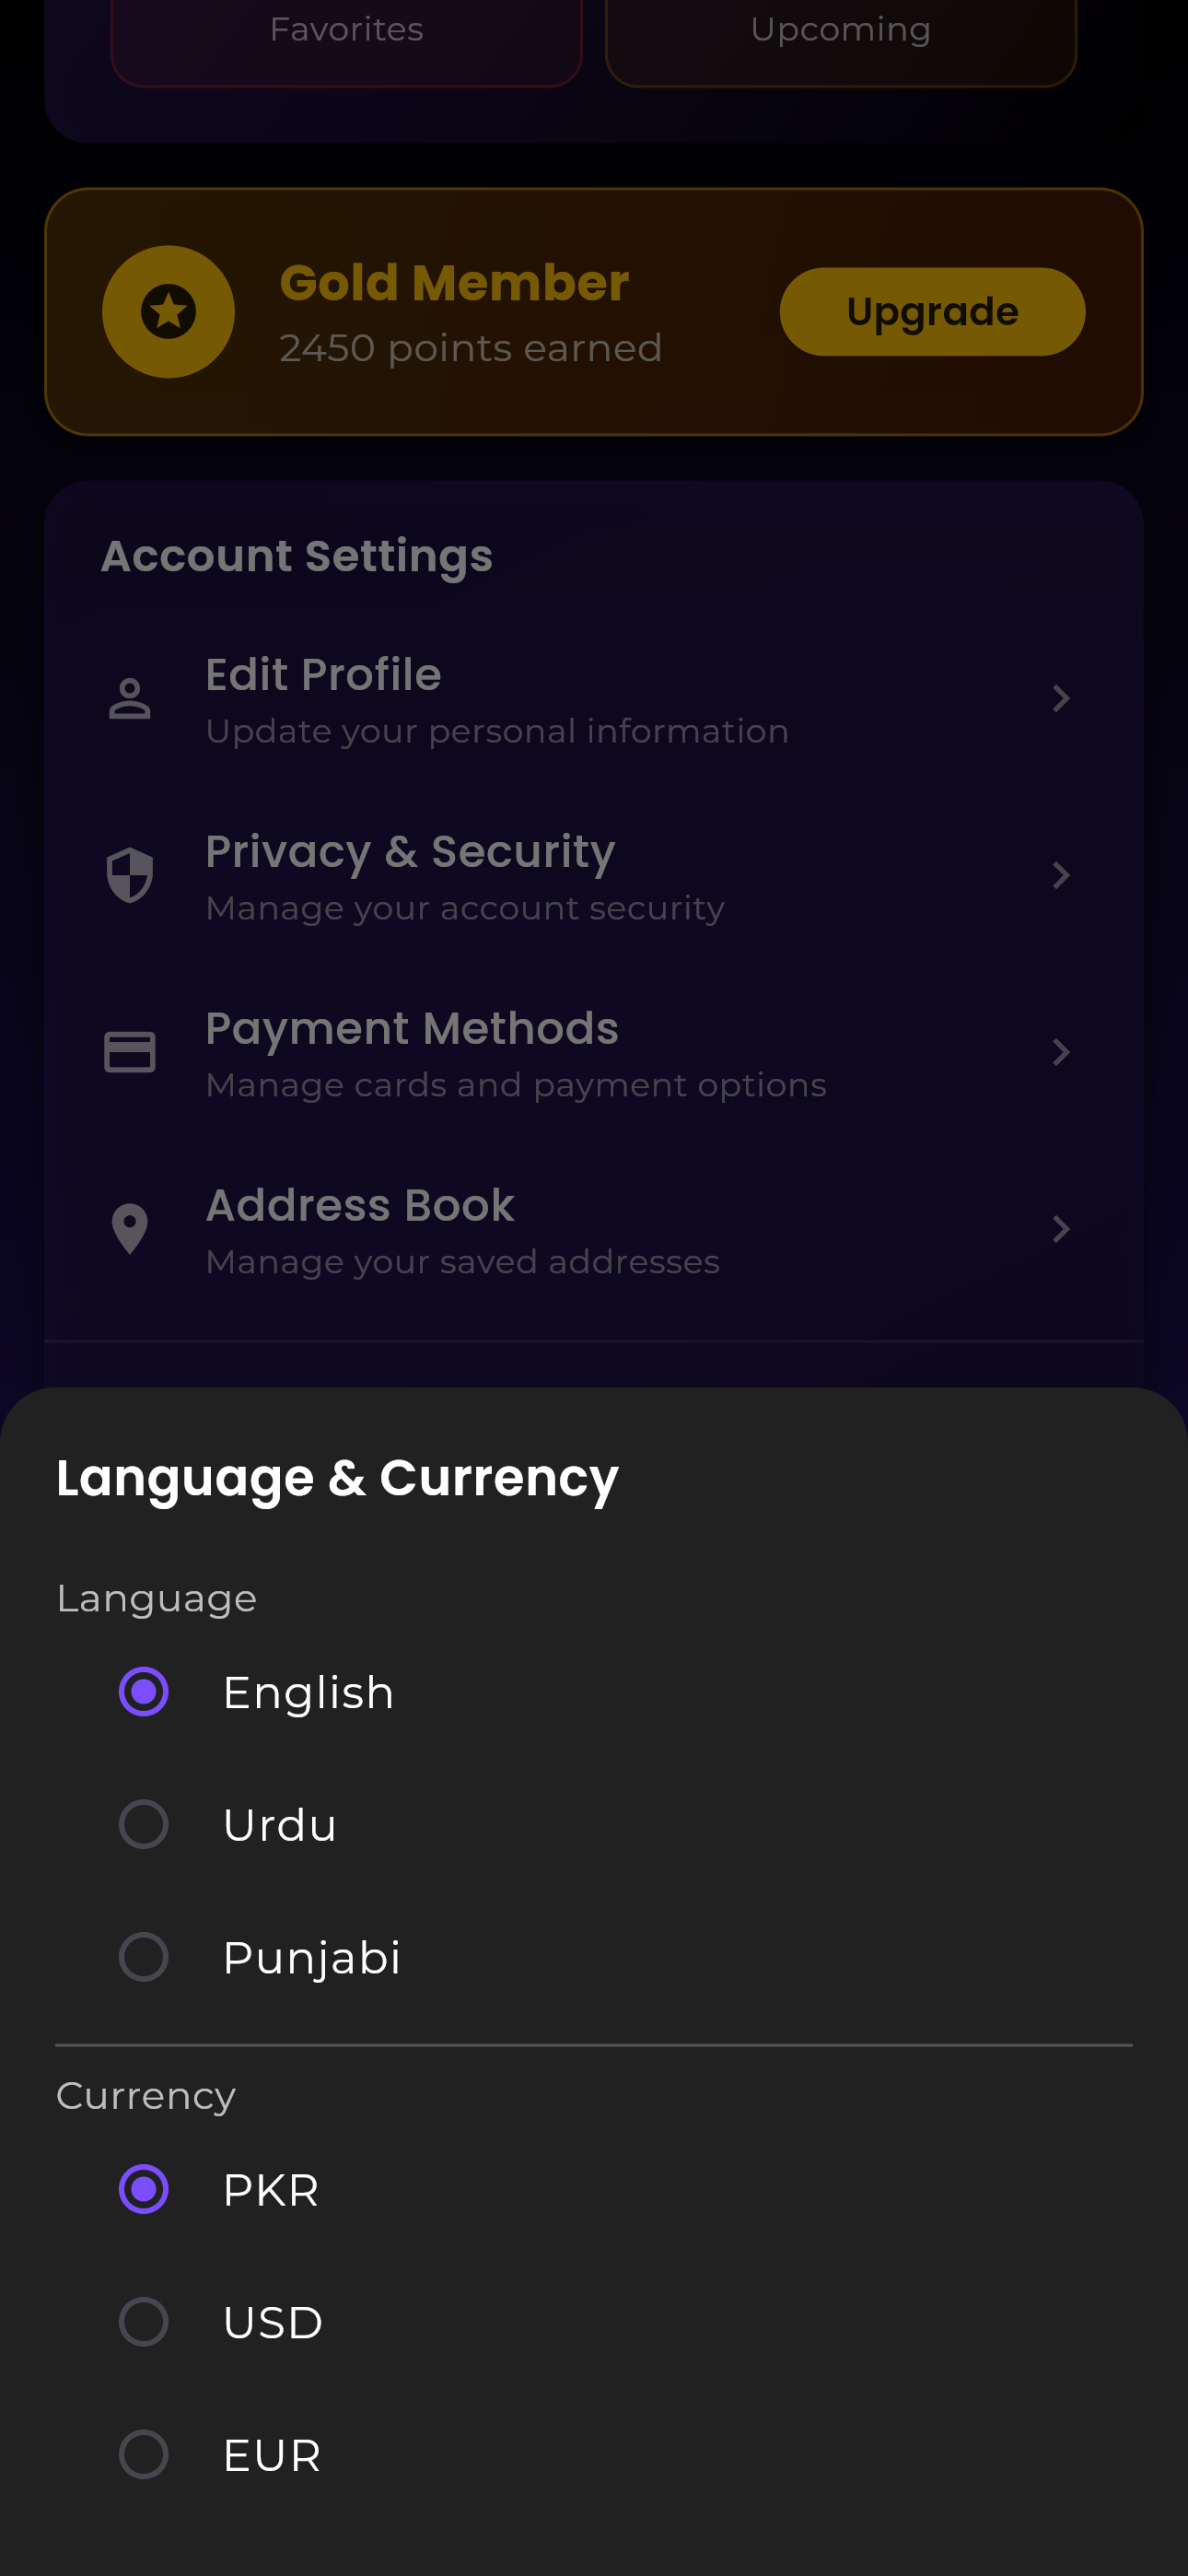 Favorites
Upcoming
Gold Member
2450 points earned
Upgrade
Account Settings
Edit Profile
Update your personal information
Privacy & Security
Manage your account security
Payment Methods
Manage cards and payment options
Address Book
Manage your saved addresses
Language & Currency
Language
English
Urdu
Punjabi
Currency
PKR
USD
EUR